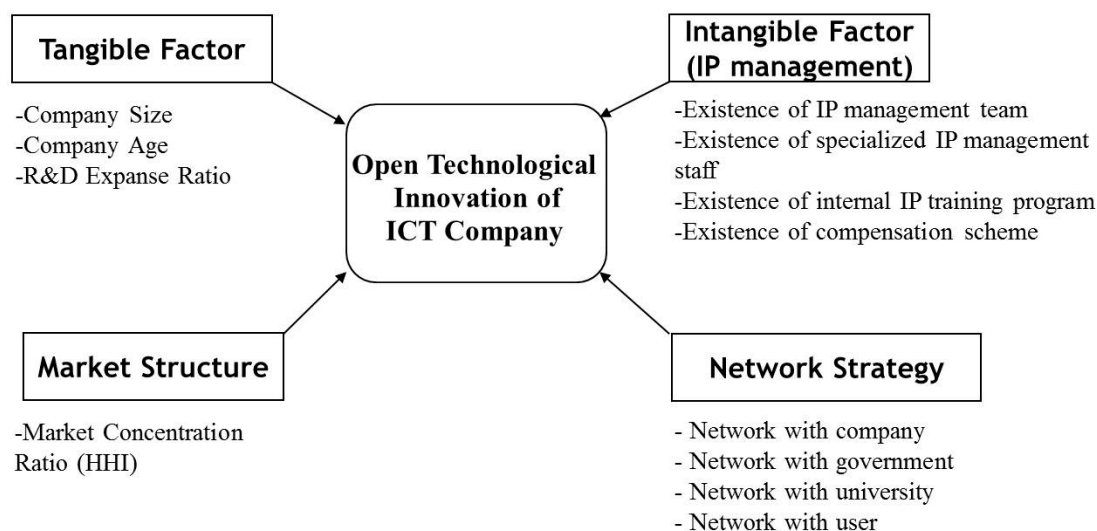 Tangible Factor
-Company Size
-Company Age
-R&D Expanse Ratio
Intangible Factor
(IP management)
-Existence of IP management team
-Existence of specialized IP management
staff
-Existence of internal IP training program
-Existence of compensation scheme
Open Technological
Innovation of
ICT Company
Market Structure
-Market Concentration
Ratio (HHI)
Network Strategy
- Network with company
- Network with government
- Network with university
- Network with user